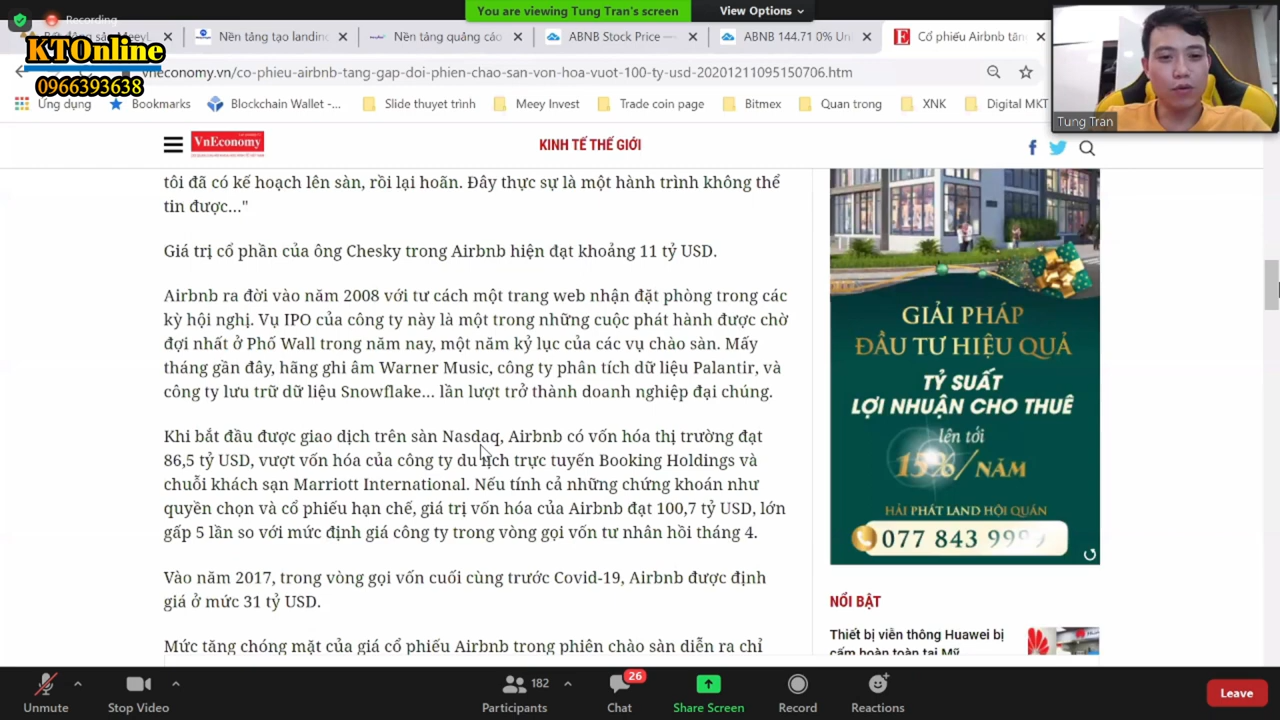 Recording
You are viewing Tung Tran's screen
View Options
KTOnline
0966393638
Nền tảng tạo landing
Nền tảng quảng cáo
ABNB Stock Price —
ABNB 144.71 0% Un
Cổ phiếu Airbnb tăn
vneconomy.vn/co-phieu-airbnb-tang-gap-doi-phien-chao-san-von-hoa-vuot-100-ty-usd-20201211095150706.htm
Ứng dụng
Bookmarks
Blockchain Wallet -...
Slide thuyet trinh
Meey Invest
Trade coin page
Bitmex
Quan trong
XNK
Digital MKT
Tung Tran
VnEconomy
KINH TẾ THẾ GIỚI
tôi đã có kế hoạch lên sàn, rồi lại hoãn. Đây thực sự là một hành trình không thể
tin được..."
Giá trị cổ phần của ông Chesky trong Airbnb hiện đạt khoảng 11 tỷ USD.
Airbnb ra đời vào năm 2008 với tư cách một trang web nhận đặt phòng trong các
kỳ hội nghị. Vụ IPO của công ty này là một trong những cuộc phát hành được chờ
đợi nhất ở Phố Wall trong năm nay, một năm kỷ lục của các vụ chào sàn. Mấy
tháng gần đây, hãng ghi âm Warner Music, công ty phân tích dữ liệu Palantir, và
công ty lưu trữ dữ liệu Snowflake... lần lượt trở thành doanh nghiệp đại chúng.
Khi bắt đầu được giao dịch trên sàn Nasdaq, Airbnb có vốn hóa thị trường đạt
86,5 tỷ USD, vượt vốn hóa của công ty du lịch trực tuyến Booking Holdings và
chuỗi khách sạn Marriott International. Nếu tính cả những chứng khoán như
quyền chọn và cổ phiếu hạn chế, giá trị vốn hóa của Airbnb đạt 100,7 tỷ USD, lớn
gấp 5 lần so với mức định giá công ty trong vòng gọi vốn tư nhân hồi tháng 4.
Vào năm 2017, trong vòng gọi vốn cuối cùng trước Covid-19, Airbnb được định
giá ở mức 31 tỷ USD.
Mức tăng chóng mặt của giá cổ phiếu Airbnb trong phiên chào sàn diễn ra chỉ
GIẢI PHÁP
ĐẦU TƯ HIỆU QUẢ
TỶ SUẤT
LỢI NHUẬN CHO THUÊ
lên tới
15%/NĂM
HẢI PHÁT LAND HỘI QUÁN
077 843 9999
NỔI BẬT
Thiết bị viễn thông Huawei bị
cấm hoàn toàn tại Mỹ
Unmute
Stop Video
182
Participants
26
Chat
Share Screen
Record
Reactions
Leave